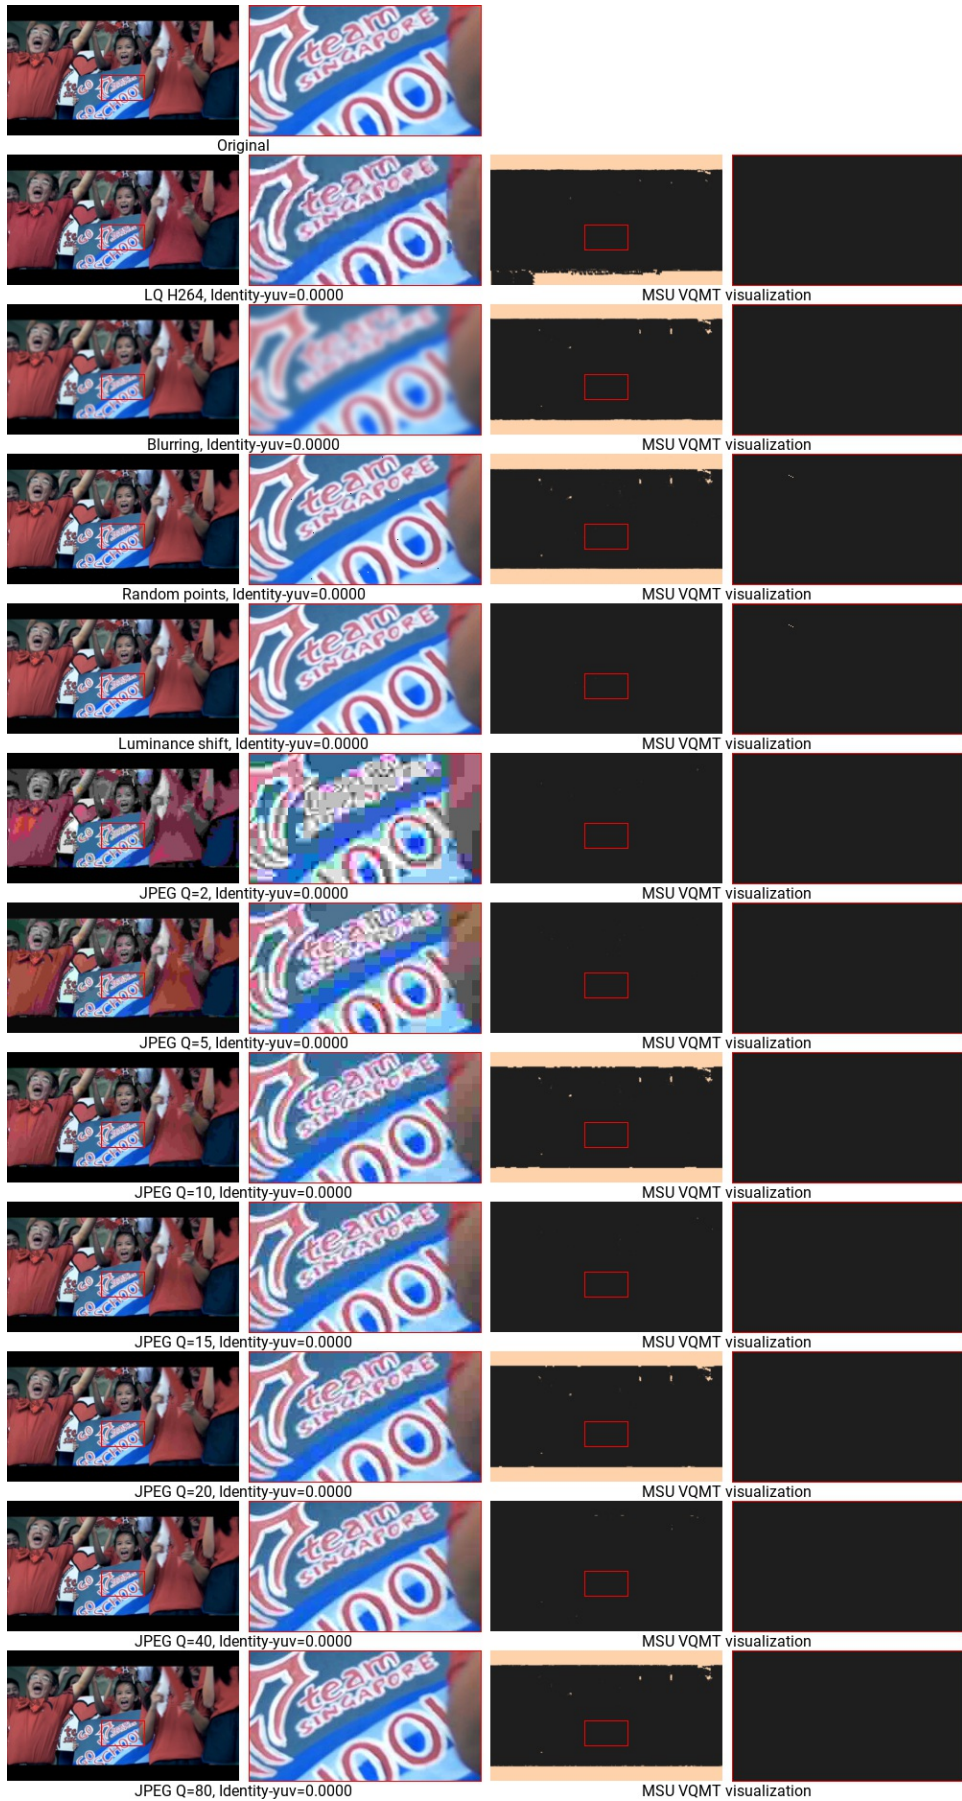 team
SINGAPORE
Original
team
SINGAPORE
LQ H264, Identity-yuv=0.0000
MSU VQMT visualization
Blurring, Identity-yuv=0.0000
MSU VQMT visualization
team
SINGAPORE
Random points, Identity-yuv=0.0000
MSU VQMT visualization
team
SINGAPORE
Luminance shift, Identity-yuv=0.0000
MSU VQMT visualization
JPEG Q=2, Identity-yuv=0.0000
MSU VQMT visualization
JPEG Q=5, Identity-yuv=0.0000
MSU VQMT visualization
team
SINGAPORE
JPEG Q=10, Identity-yuv=0.0000
MSU VQMT visualization
team
SINGAPORE
JPEG Q=15, Identity-yuv=0.0000
MSU VQMT visualization
team
SINGAPORE
JPEG Q=20, Identity-yuv=0.0000
MSU VQMT visualization
team
SINGAPORE
JPEG Q=40, Identity-yuv=0.0000
MSU VQMT visualization
team
SINGAPORE
JPEG Q=80, Identity-yuv=0.0000
MSU VQMT visualization